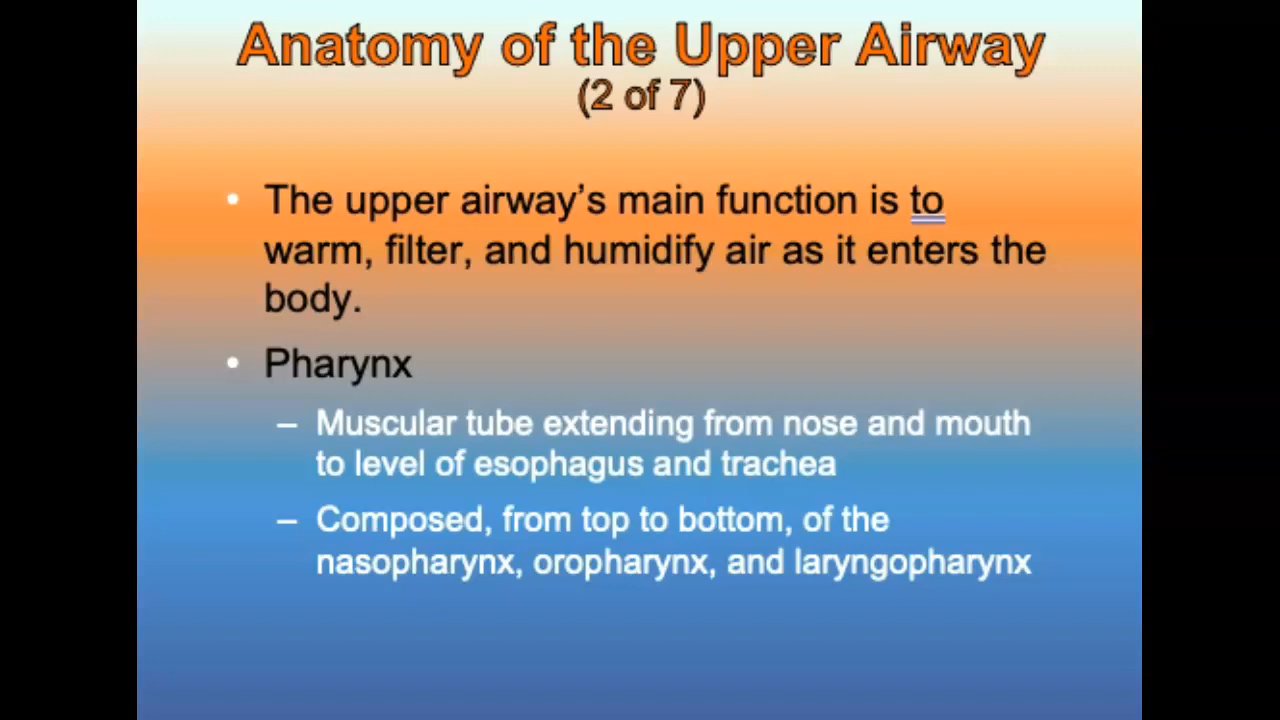 Anatomy of the Upper Airway
(2 of 7)
• The upper airway’s main function is to
warm, filter, and humidify air as it enters the
body.
• Pharynx
– Muscular tube extending from nose and mouth
to level of esophagus and trachea
– Composed, from top to bottom, of the
nasopharynx, oropharynx, and laryngopharynx